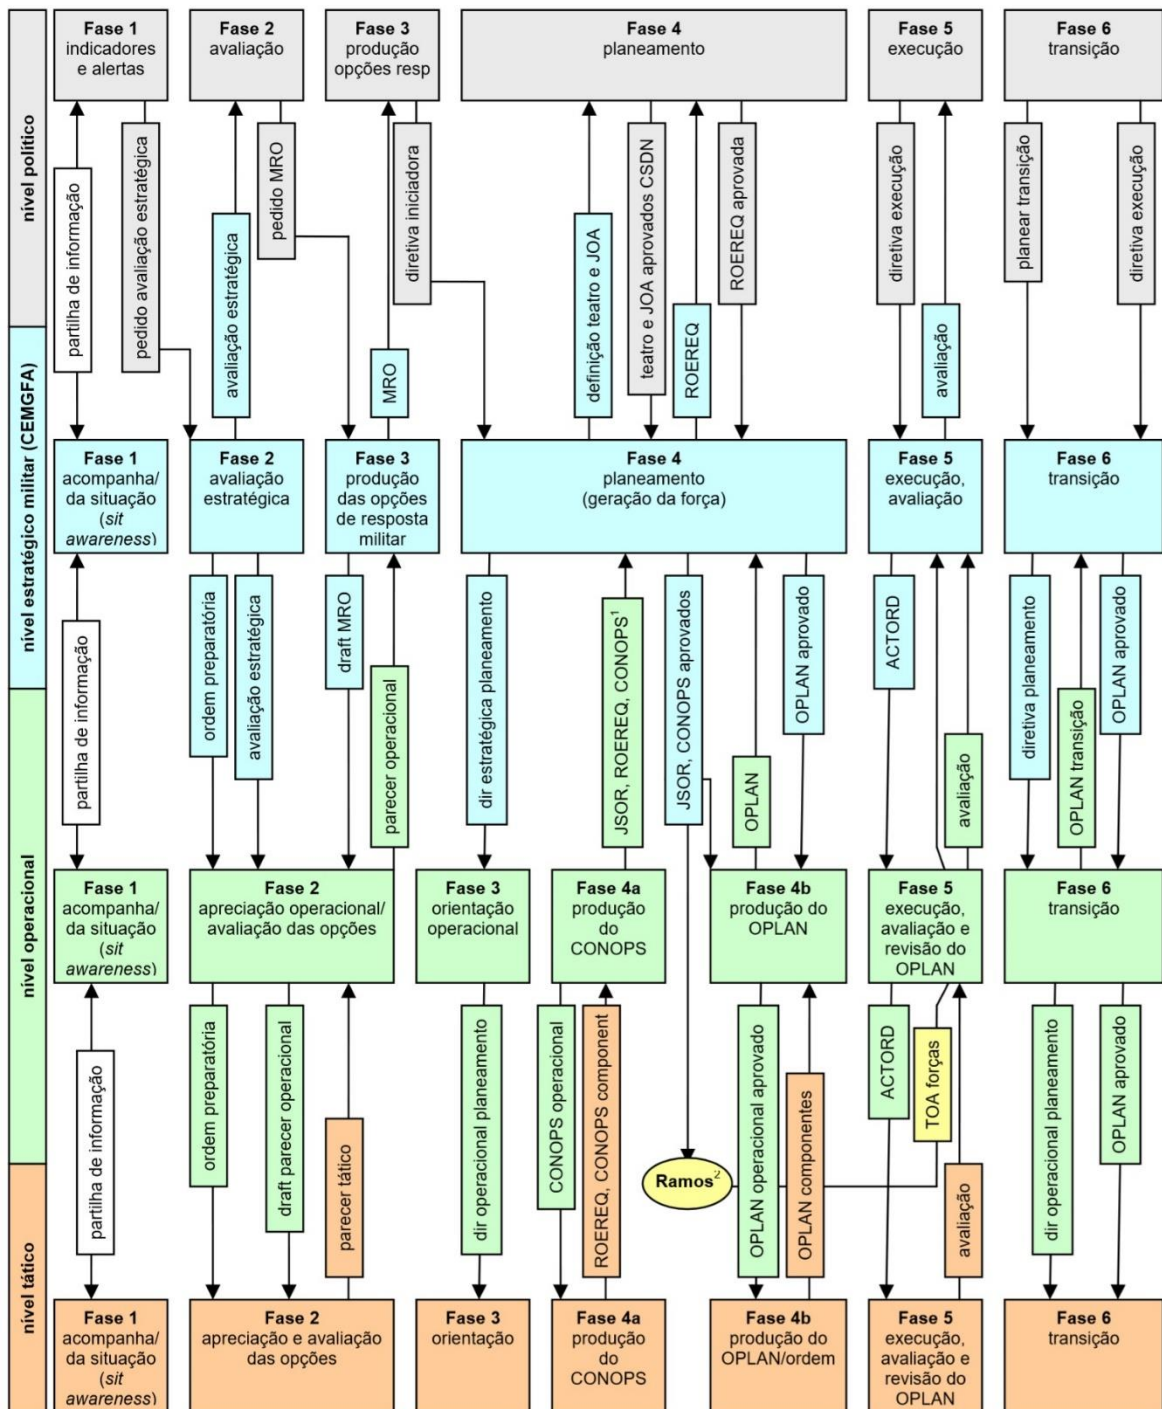 nível político
Fase 1
indicadores
e alertas
Fase 2
avaliação
Fase 3
produção
opções resp
Fase 4
planeamento
Fase 5
execução
Fase 6
transição
partilha de informação
pedido avaliação estratégica
avaliação estratégica
pedido MRO
MRO
diretiva iniciadora
definição teatro e JOA
teatro e JOA aprovados CSDN
ROEREQ
ROEREQ aprovada
diretiva execução
avaliação
planear transição
diretiva execução
nível estratégico militar (CEMGFA)
Fase 1
acompanha/
da situação
(sit
awareness)
Fase 2
avaliação
estratégica
Fase 3
produção
das opções
de resposta
militar
Fase 4
planeamento
(geração da força)
Fase 5
execução,
avaliação
Fase 6
transição
partilha de informação
ordem preparatória
avaliação estratégica
draft MRO
parecer operacional
dir estratégica planeamento
JSOR, ROEREQ, CONOPS¹
JSOR, CONOPS aprovados
OPLAN
OPLAN aprovado
ACTORD
avaliação
diretiva planeamento
OPLAN transição
OPLAN aprovado
nível operacional
Fase 1
acompanha/
da situação
(sit
awareness)
Fase 2
apreciação operacional/
avaliação das opções
Fase 3
orientação
operacional
Fase 4a
produção
do
CONOPS
Fase 4b
produção do
OPLAN
Fase 5
execução,
avaliação e
revisão do
OPLAN
Fase 6
transição
partilha de informação
ordem preparatória
draft parecer operacional
parecer tático
dir operacional planeamento
CONOPS operacional
ROEREQ, CONOPS component
Ramos²
OPLAN operacional aprovado
OPLAN componentes
ACTORD
TOA forças
avaliação
dir operacional planeamento
OPLAN aprovado
nível tático
Fase 1
acompanha/
da situação
(sit
awareness)
Fase 2
apreciação e avaliação
das opções
Fase 3
orientação
Fase 4a
produção
do
CONOPS
Fase 4b
produção do
OPLAN/ordem
Fase 5
execução,
avaliação e
revisão do
OPLAN
Fase 6
transição